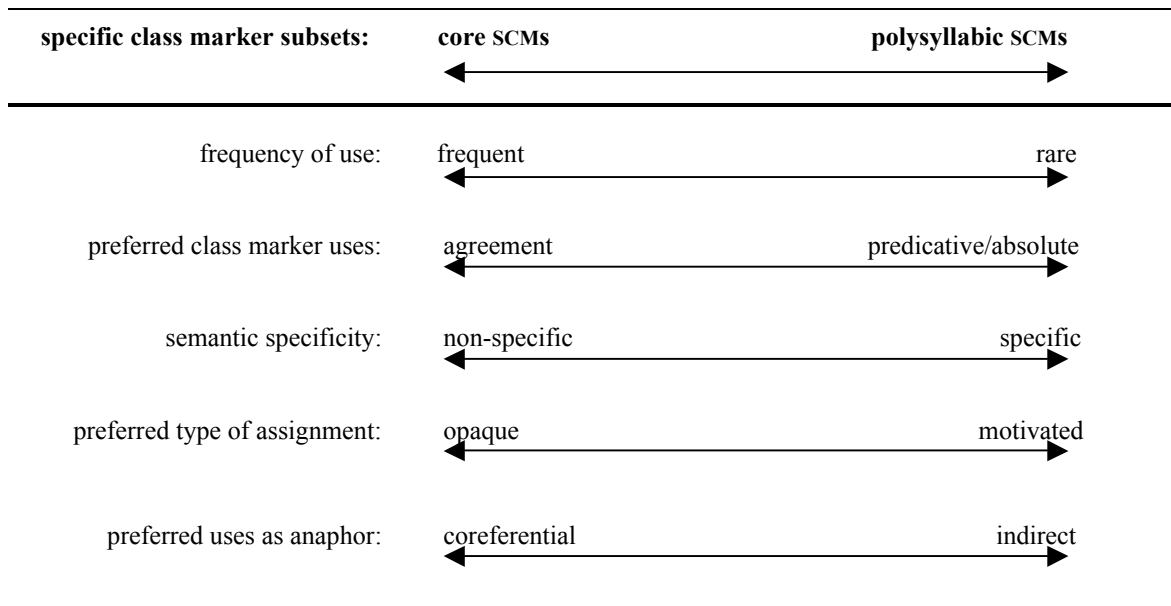 specific class marker subsets: core SCMs polysyllabic SCMs
frequency of use: frequent rare
preferred class marker uses: agreement predicative/absolute
semantic specificity: non-specific specific
preferred type of assignment: opaque motivated
preferred uses as anaphor: coreferential indirect